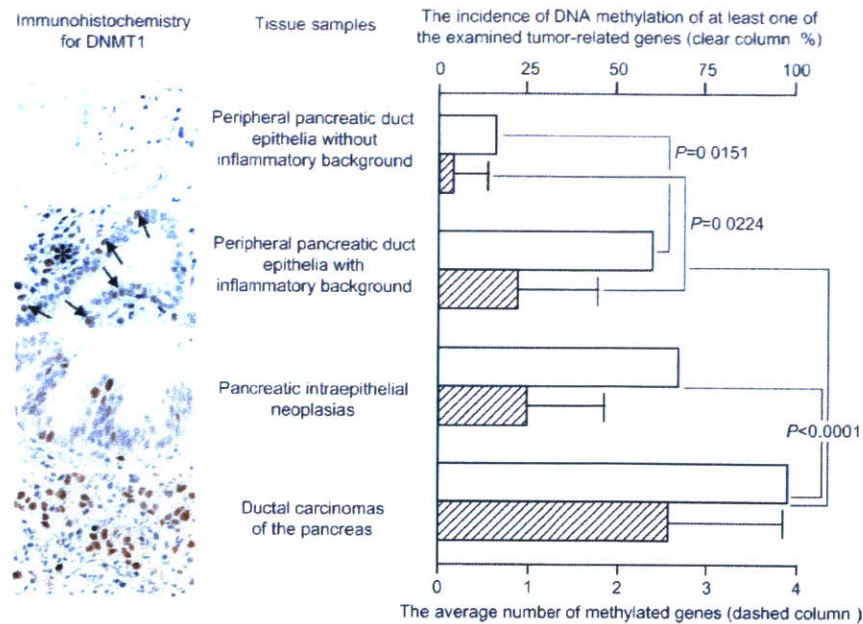 Immunohistochemistry
for DNMT1
Tissue samples
The incidence of DNA methylation of at least one of
the examined tumor-related genes (clear column %)
0 25 50 75 100
Peripheral pancreatic duct
epithelia without
inflammatory background
P=0 0151
P=0 0224
Peripheral pancreatic duct
epithelia with
inflammatory background
*
Pancreatic intraepithelial
neoplasias
P<0.0001
Ductal carcinomas
of the pancreas
0 1 2 3 4
The average number of methylated genes (dashed column )